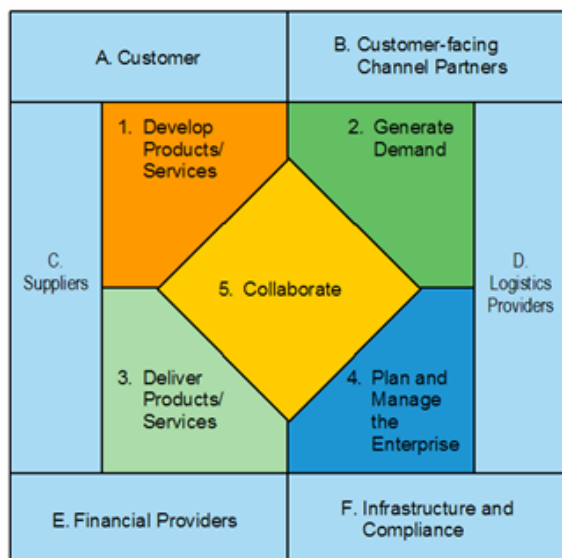 A. Customer
B. Customer-facing
Channel Partners
1. Develop
Products/
Services
2. Generate
Demand
C.
Suppliers
5. Collaborate
D.
Logistics
Providers
3. Deliver
Products/
Services
4. Plan and
Manage
the
Enterprise
E. Financial Providers
F. Infrastructure and
Compliance